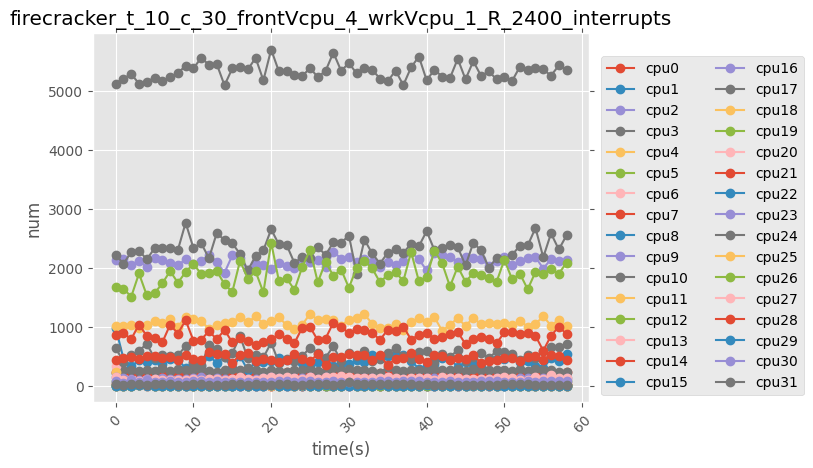 firecracker_t_10_c_30_frontVcpu_4_wrkVcpu_1_R_2400_interrupts
num
5000
4000
3000
2000
1000
0
0
10
20
30
40
50
60
time(s)
cpu0
cpu1
cpu2
cpu3
cpu4
cpu5
cpu6
cpu7
cpu8
cpu9
cpu10
cpu11
cpu12
cpu13
cpu14
cpu15
cpu16
cpu17
cpu18
cpu19
cpu20
cpu21
cpu22
cpu23
cpu24
cpu25
cpu26
cpu27
cpu28
cpu29
cpu30
cpu31